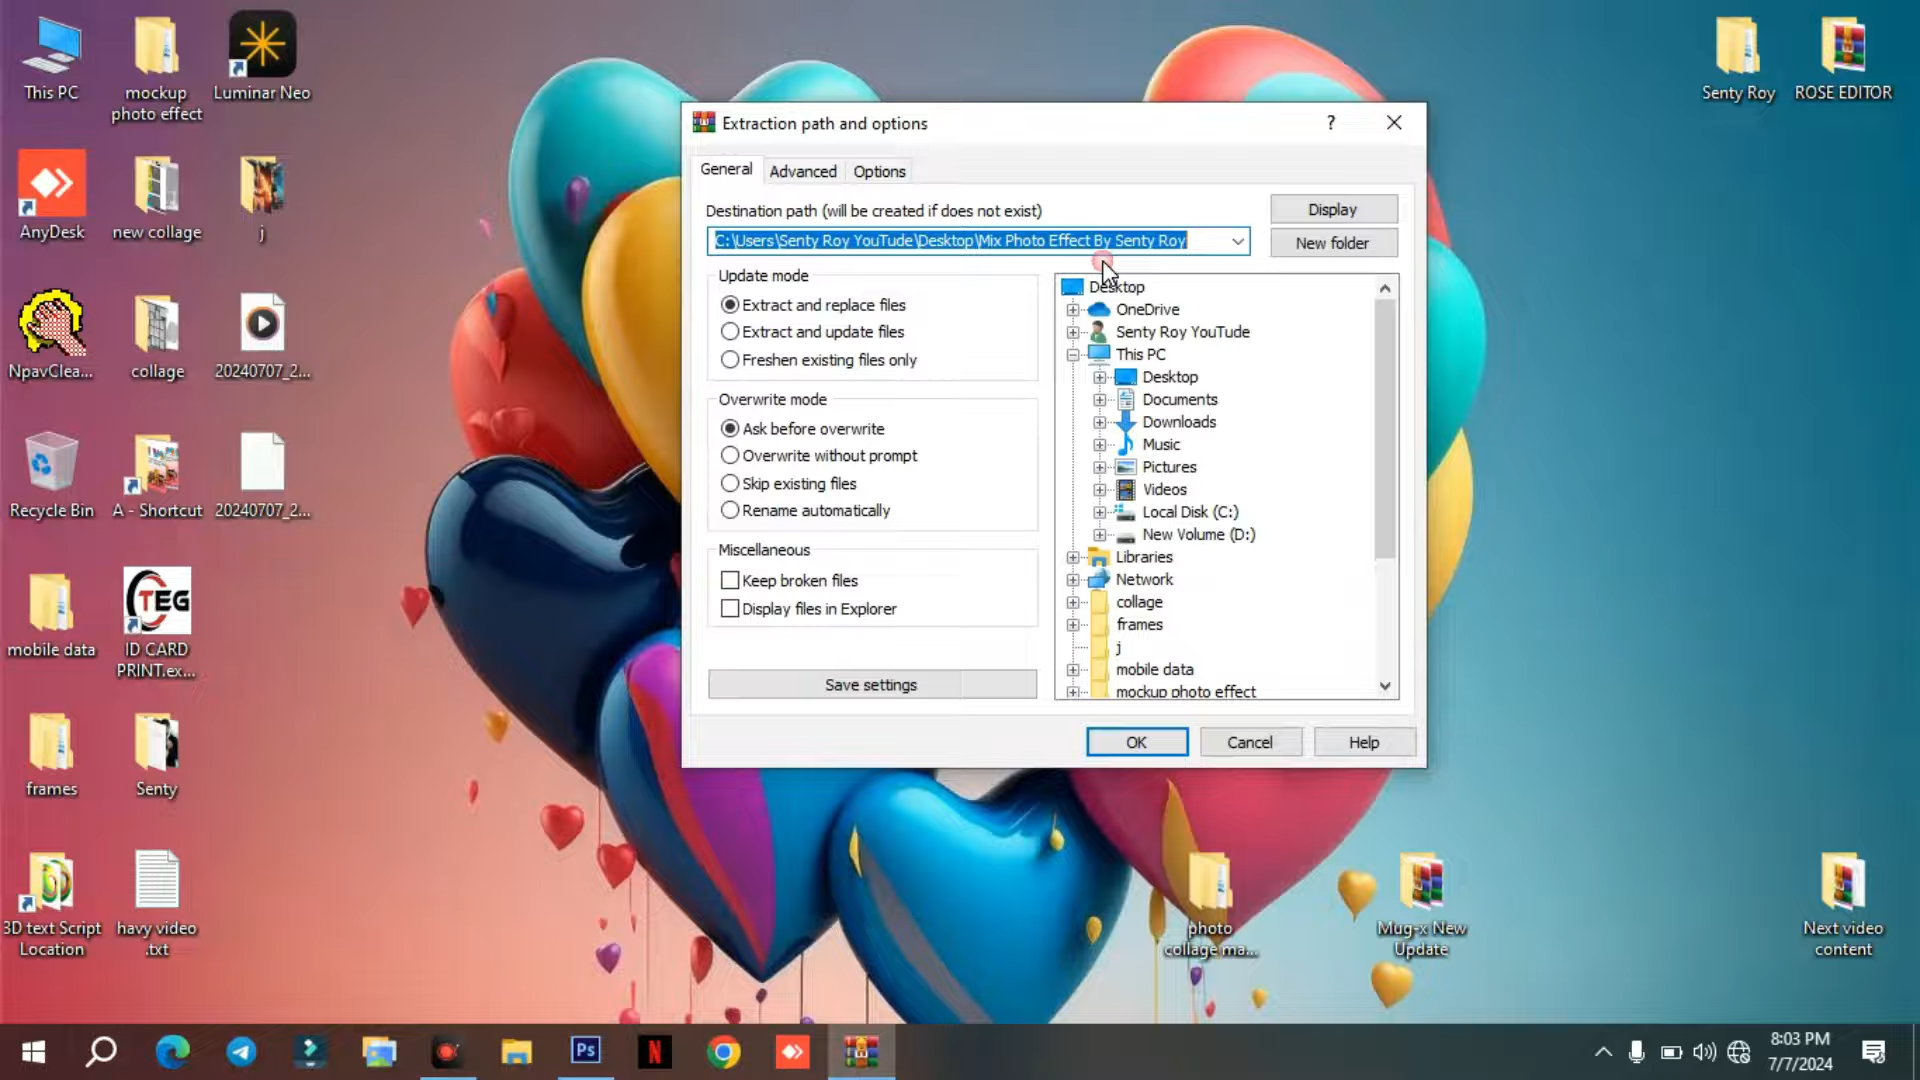 This PC
mockup
photo effect
Luminar Neo
Senty Roy
ROSE EDITOR
AnyDesk
new collage
j
NpavClea...
collage
20240707_2...
Recycle Bin
A - Shortcut
20240707_2...
mobile data
TEG
ID CARD
PRINT.ex...
frames
Senty
3D text Script
Location
havy video
.txt
photo
collage ma...
Mug-x New
Update
Next video
content
Extraction path and options
?
General
Advanced
Options
Destination path (will be created if does not exist)
C:\Users\Senty Roy YouTude\Desktop\Mix Photo Effect By Senty Roy
Display
New folder
Update mode
Extract and replace files
Extract and update files
Freshen existing files only
Overwrite mode
Ask before overwrite
Overwrite without prompt
Skip existing files
Rename automatically
Miscellaneous
Keep broken files
Display files in Explorer
Save settings
Desktop
OneDrive
Senty Roy YouTude
This PC
Desktop
Documents
Downloads
Music
Pictures
Videos
Local Disk (C:)
New Volume (D:)
Libraries
Network
collage
frames
j
mobile data
mockup photo effect
OK
Cancel
Help
Ps
N
8:03 PM
7/7/2024